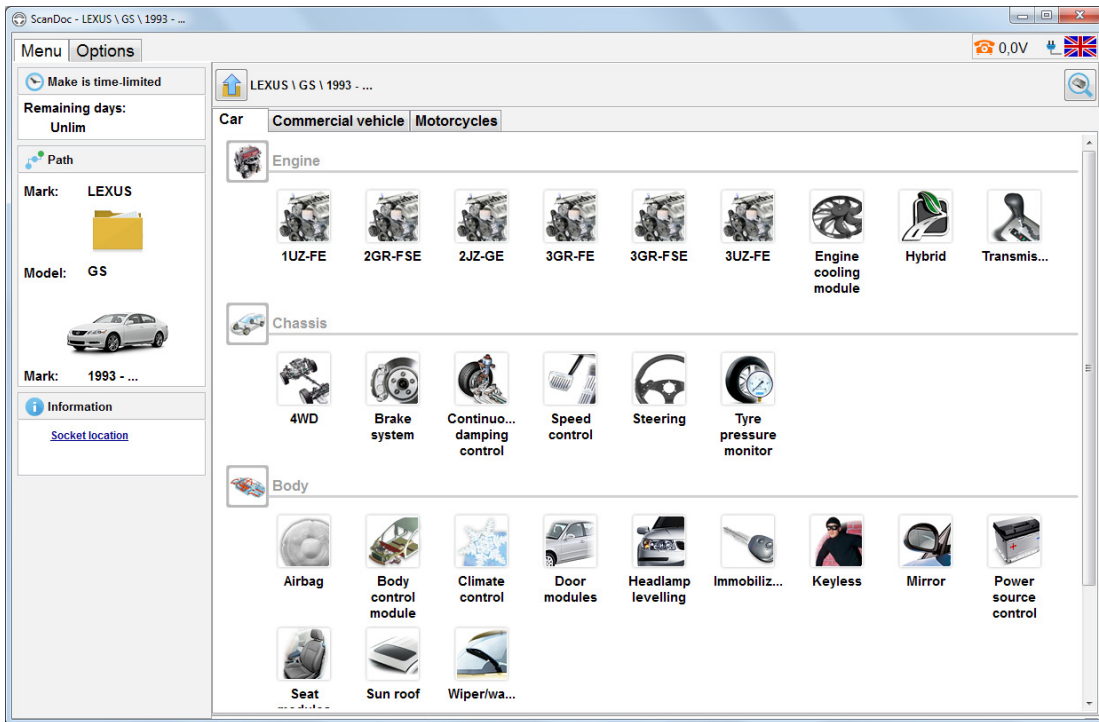 ScanDoc - LEXUS \ GS \ 1993 - ...
Menu
Options
0,0V
Make is time-limited
Remaining days:
Unlim
Path
Mark: LEXUS
Model: GS
Mark: 1993 - ...
Information
Socket location
LEXUS \ GS \ 1993 - ...
Car
Commercial vehicle
Motorcycles
Engine
1UZ-FE
2GR-FSE
2JZ-GE
3GR-FE
3GR-FSE
3UZ-FE
Engine
cooling
module
Hybrid
Transmis...
Chassis
4WD
Brake
system
Continuo...
damping
control
Speed
control
Steering
Tyre
pressure
monitor
Body
Airbag
Body
control
module
Climate
control
Door
modules
Headlamp
levelling
Immobiliz...
Keyless
Mirror
Power
source
control
Seat
modules
Sun roof
Wiper/wa...